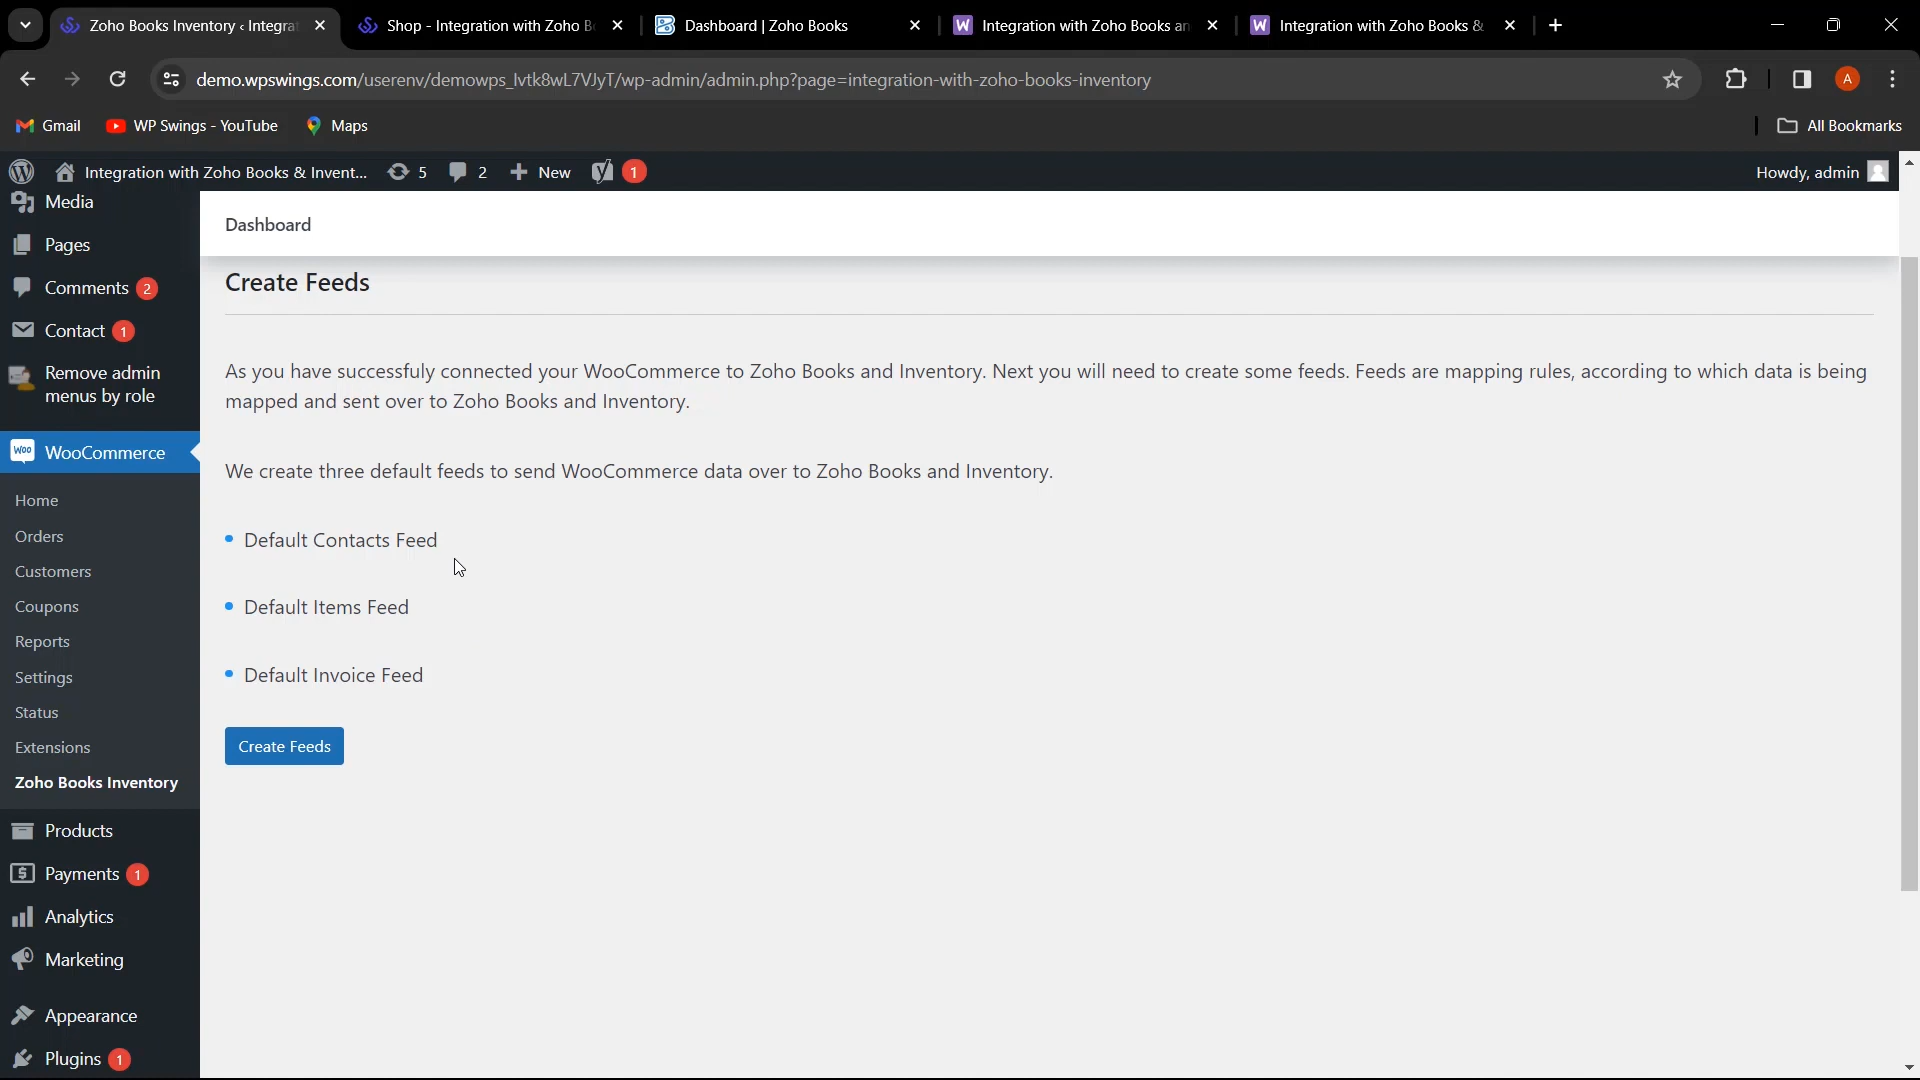 Zoho Books Inventory ‹ Integrat
Shop - Integration with Zoho B
Dashboard | Zoho Books
Integration with Zoho Books an
Integration with Zoho Books &
demo.wpswings.com/userenv/demowps_lvtk8wL7VJyT/wp-admin/admin.php?page=integration-with-zoho-books-inventory
A
Gmail
WP Swings - YouTube
Maps
All Bookmarks
Integration with Zoho Books & Invent...
5
2
New
1
Howdy, admin
Media
Pages
Comments 2
Contact 1
Remove admin
menus by role
WooCommerce
Home
Orders
Customers
Coupons
Reports
Settings
Status
Extensions
Zoho Books Inventory
Products
Payments 1
Analytics
Marketing
Appearance
Plugins 1
Dashboard
Create Feeds
As you have successfuly connected your WooCommerce to Zoho Books and Inventory. Next you will need to create some feeds. Feeds are mapping rules, according to which data is being
mapped and sent over to Zoho Books and Inventory.
We create three default feeds to send WooCommerce data over to Zoho Books and Inventory.
Default Contacts Feed
Default Items Feed
Default Invoice Feed
Create Feeds